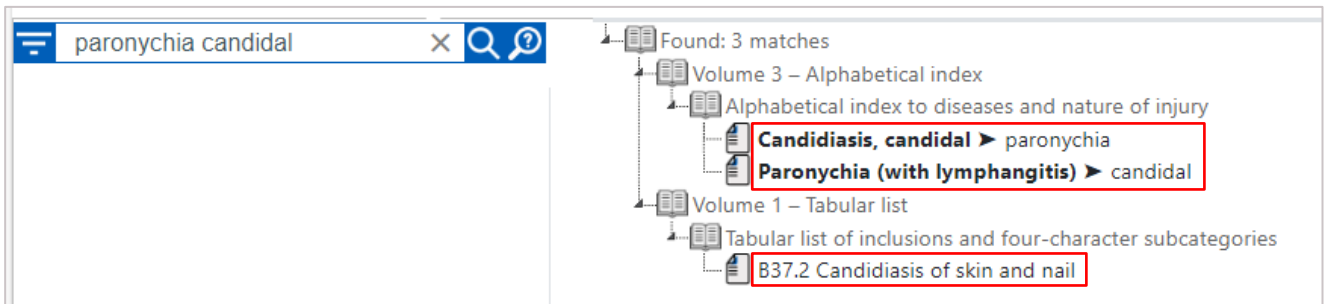 paronychia candidal
Found: 3 matches
Volume 3 – Alphabetical index
Alphabetical index to diseases and nature of injury
Candidiasis, candidal ➤ paronychia
Paronychia (with lymphangitis) ➤ candidal
Volume 1 – Tabular list
Tabular list of inclusions and four-character subcategories
B37.2 Candidiasis of skin and nail